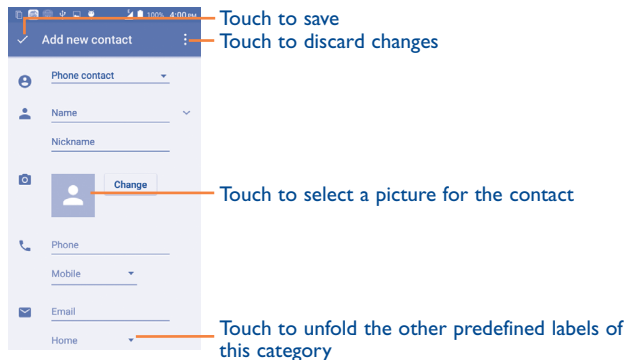 100% 4:00 PM
Touch to save
Add new contact
Touch to discard changes
Phone contact
Name
Nickname
Change
Touch to select a picture for the contact
Phone
Mobile
Email
Home
Touch to unfold the other predefined labels of
this category